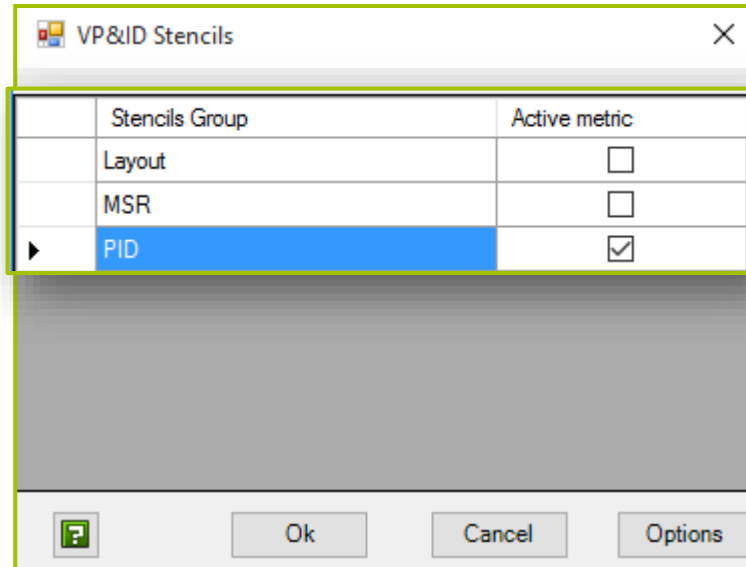 VP&ID Stencils
Stencils Group Active metric
Layout
MSR
PID
? Ok Cancel Options